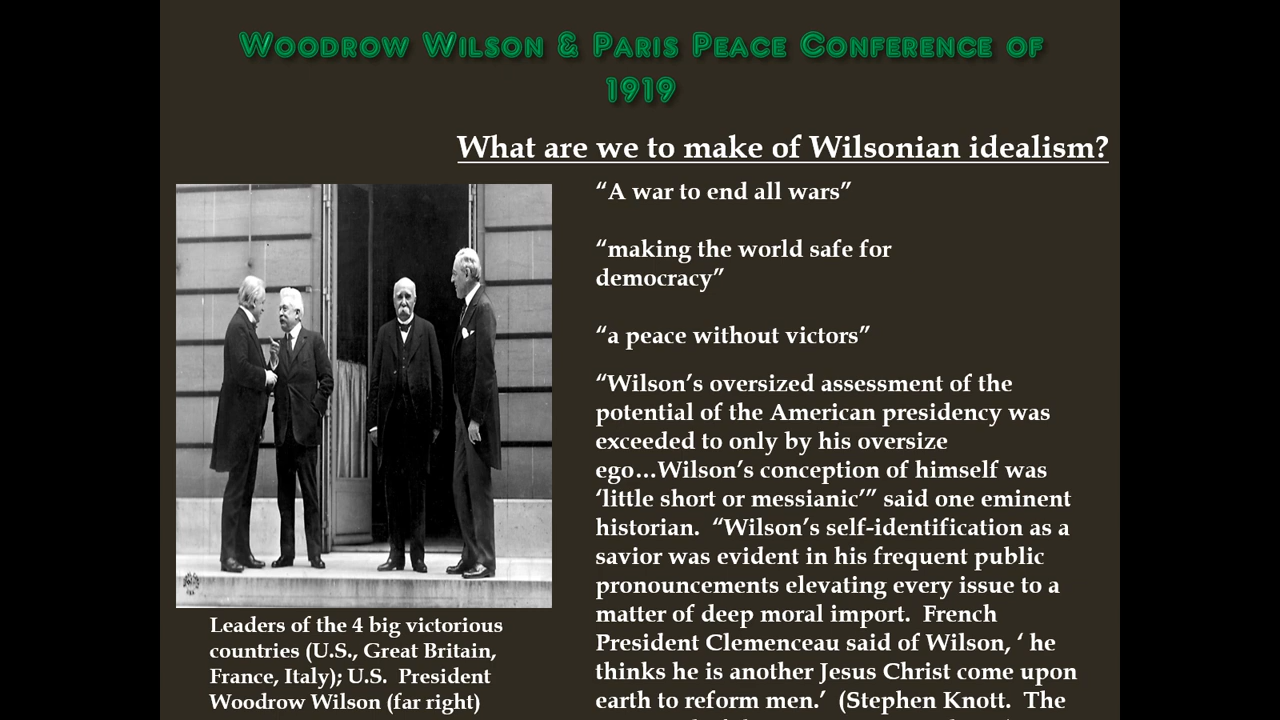 Woodrow Wilson & Paris Peace Conference of
1919
What are we to make of Wilsonian idealism?
“A war to end all wars”
“making the world safe for
democracy”
“a peace without victors”
“Wilson’s oversized assessment of the
potential of the American presidency was
exceeded to only by his oversize
ego…Wilson’s conception of himself was
‘little short or messianic’” said one eminent
historian.  “Wilson’s self-identification as a
savior was evident in his frequent public
pronouncements elevating every issue to a
matter of deep moral import.  French
President Clemenceau said of Wilson, ‘ he
thinks he is another Jesus Christ come upon
earth to reform men.’  (Stephen Knott.  The
Leaders of the 4 big victorious
countries (U.S., Great Britain,
France, Italy); U.S.  President
Woodrow Wilson (far right)